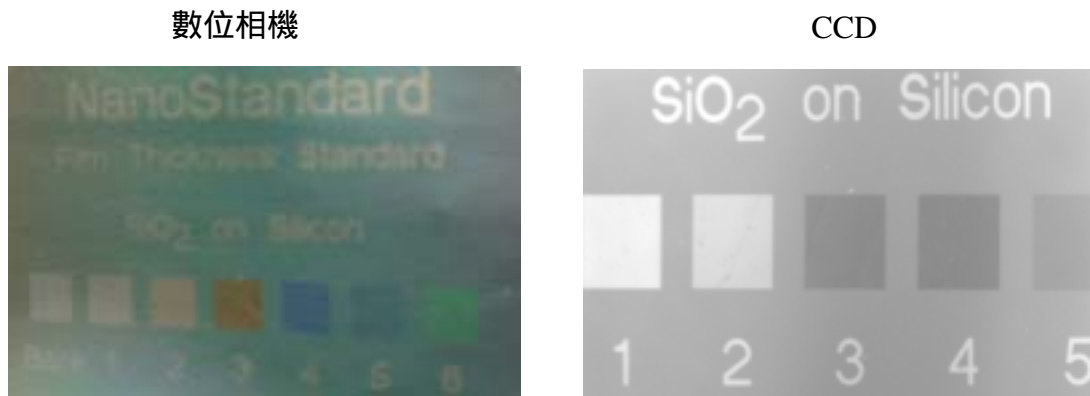 數位相機
CCD
NanoStandard
Film Thickness Standard
SiO2 on Silicon
Bare 1 2 3 4 5 6
SiO2 on Silicon
1 2 3 4 5